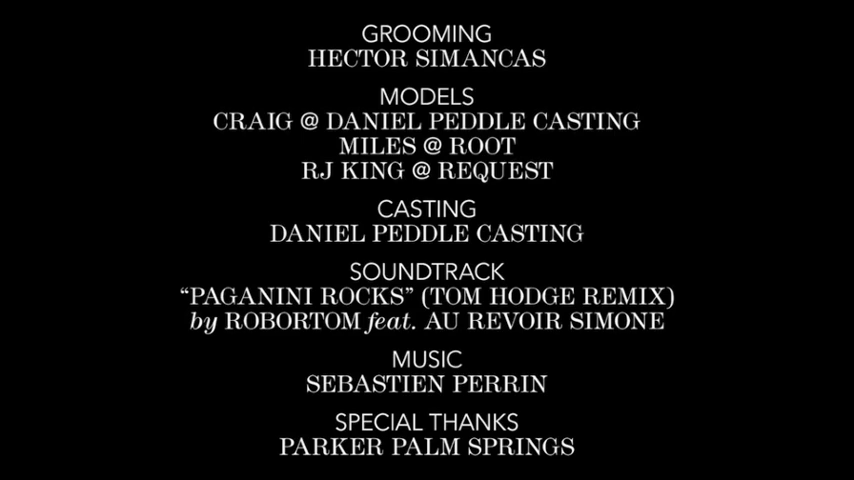 GROOMING
HECTOR SIMANCAS
MODELS
CRAIG @ DANIEL PEDDLE CASTING
MILES @ ROOT
RJ KING @ REQUEST
CASTING
DANIEL PEDDLE CASTING
SOUNDTRACK
“PAGANINI ROCKS” (TOM HODGE REMIX)
by ROBORTOM feat. AU REVOIR SIMONE
MUSIC
SEBASTIEN PERRIN
SPECIAL THANKS
PARKER PALM SPRINGS